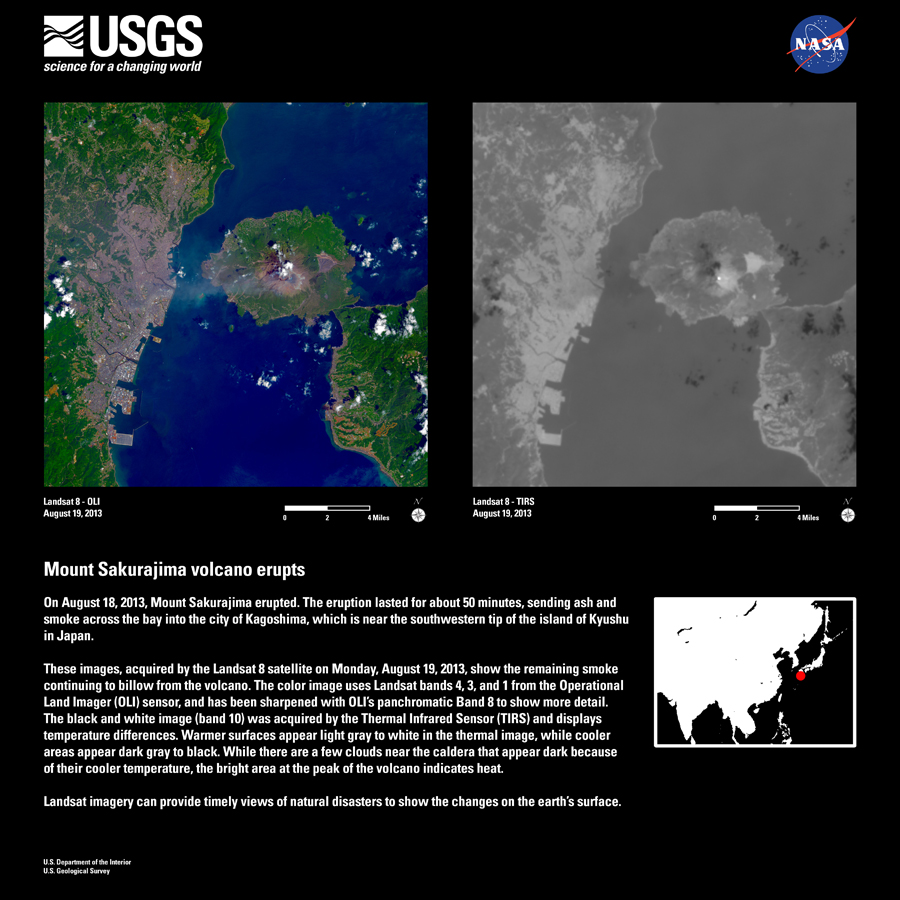 USGS
science for a changing world
NASA
Landsat 8 - OLI
August 19, 2013
0 2 4 Miles
N
Landsat 8 - TIRS
August 19, 2013
0 2 4 Miles
N
Mount Sakurajima volcano erupts
On August 18, 2013, Mount Sakurajima erupted. The eruption lasted for about 50 minutes, sending ash and
smoke across the bay into the city of Kagoshima, which is near the southwestern tip of the island of Kyushu
in Japan.
These images, acquired by the Landsat 8 satellite on Monday, August 19, 2013, show the remaining smoke
continuing to billow from the volcano. The color image uses Landsat bands 4, 3, and 1 from the Operational
Land Imager (OLI) sensor, and has been sharpened with OLI's panchromatic Band 8 to show more detail.
The black and white image (band 10) was acquired by the Thermal Infrared Sensor (TIRS) and displays
temperature differences. Warmer surfaces appear light gray to white in the thermal image, while cooler
areas appear dark gray to black. While there are a few clouds near the caldera that appear dark because
of their cooler temperature, the bright area at the peak of the volcano indicates heat.
Landsat imagery can provide timely views of natural disasters to show the changes on the earth's surface.
U.S. Department of the Interior
U.S. Geological Survey